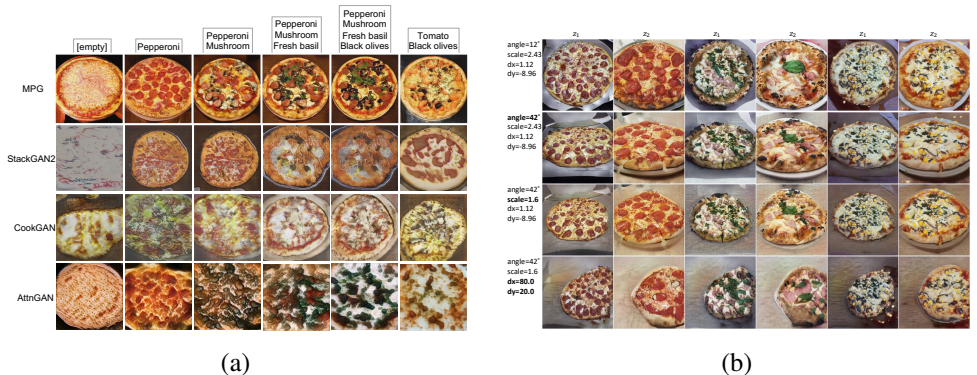 [empty]
Pepperoni
Pepperoni
Mushroom
Pepperoni
Mushroom
Fresh basil
Pepperoni
Mushroom
Fresh basil
Black olives
Tomato
Black olives
MPG
StackGAN2
CookGAN
AttnGAN
(a)
z₁ z₂ z₁ z₂ z₁ z₂
angle=12°
scale=2.43
dx=1.12
dy=-8.96
angle=42°
scale=2.43
dx=1.12
dy=-8.96
angle=42°
scale=1.6
dx=1.12
dy=-8.96
angle=42°
scale=1.6
dx=80.0
dy=20.0
(b)